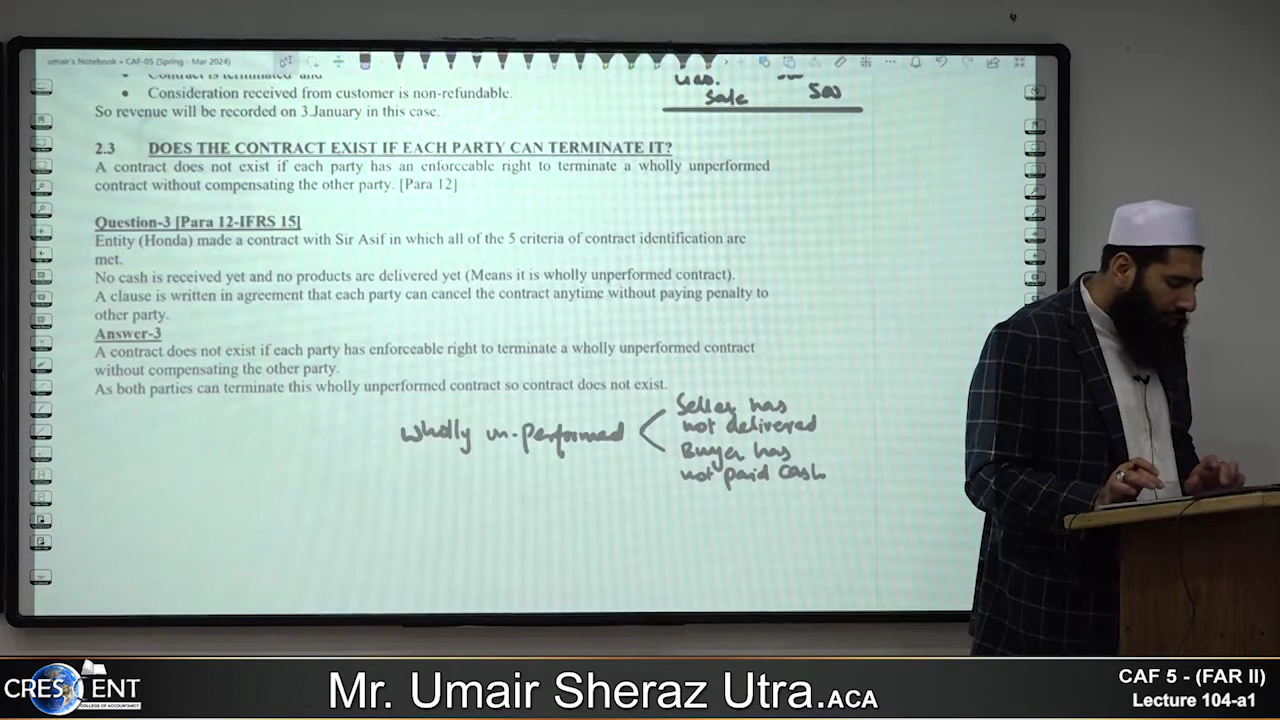 umair's Notebook » CAF-05 (Spring - Mar 2024)
• Contract is terminated and
• Consideration received from customer is non-refundable.
So revenue will be recorded on 3.January in this case.
Sale 500
2.3 DOES THE CONTRACT EXIST IF EACH PARTY CAN TERMINATE IT?
A contract does not exist if each party has an enforceable right to terminate a wholly unperformed
contract without compensating the other party. [Para 12]
Question-3 [Para 12-IFRS 15]
Entity (Honda) made a contract with Sir Asif in which all of the 5 criteria of contract identification are
met.
No cash is received yet and no products are delivered yet (Means it is wholly unperformed contract).
A clause is written in agreement that each party can cancel the contract anytime without paying penalty to
other party.
Answer-3
A contract does not exist if each party has enforceable right to terminate a wholly unperformed contract
without compensating the other party.
As both parties can terminate this wholly unperformed contract so contract does not exist.
wholly un-performed
Seller has
not delivered
Buyer has
not paid cash
CRESCENT
COLLEGE OF ACCOUNTANCY
Mr. Umair Sheraz Utra.ACA
CAF 5 - (FAR II)
Lecture 104-a1